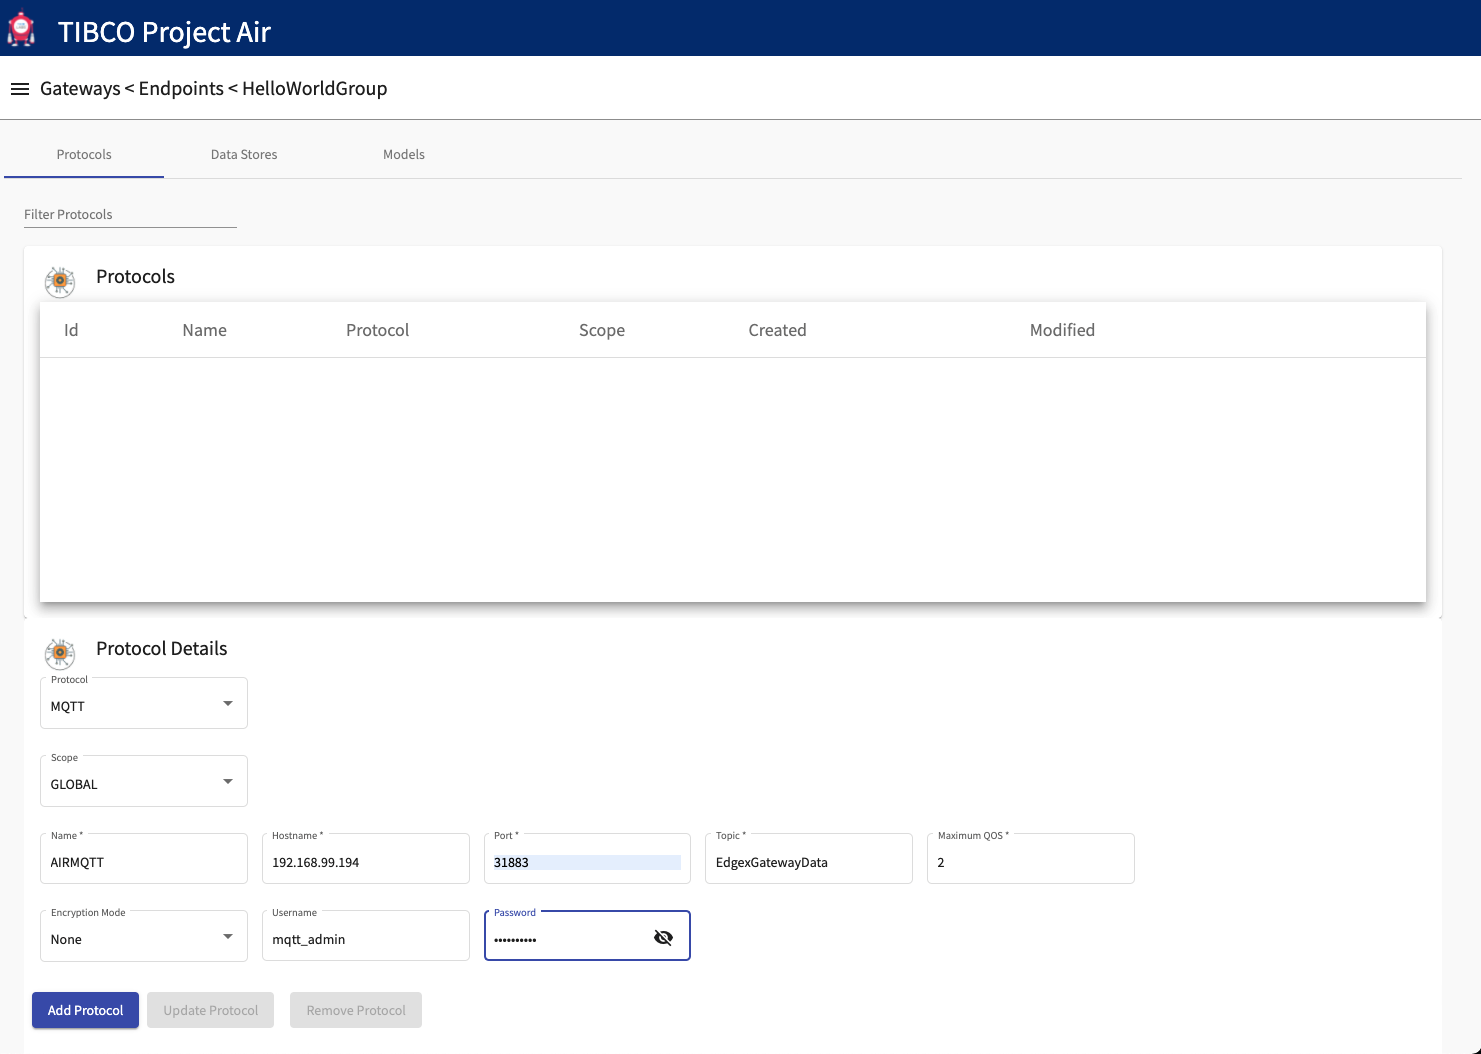 TIBCO Project Air
Gateways < Endpoints < HelloWorldGroup
Protocols Data Stores Models
Filter Protocols
Protocols
Id Name Protocol Scope Created Modified
Protocol Details
Protocol
MQTT
Scope
GLOBAL
Name * Hostname * Port * Topic * Maximum QOS *
AIRMQTT 192.168.99.194 31883 EdgexGatewayData 2
Encryption Mode Username Password
None mqtt_admin ••••••••••
Add Protocol Update Protocol Remove Protocol